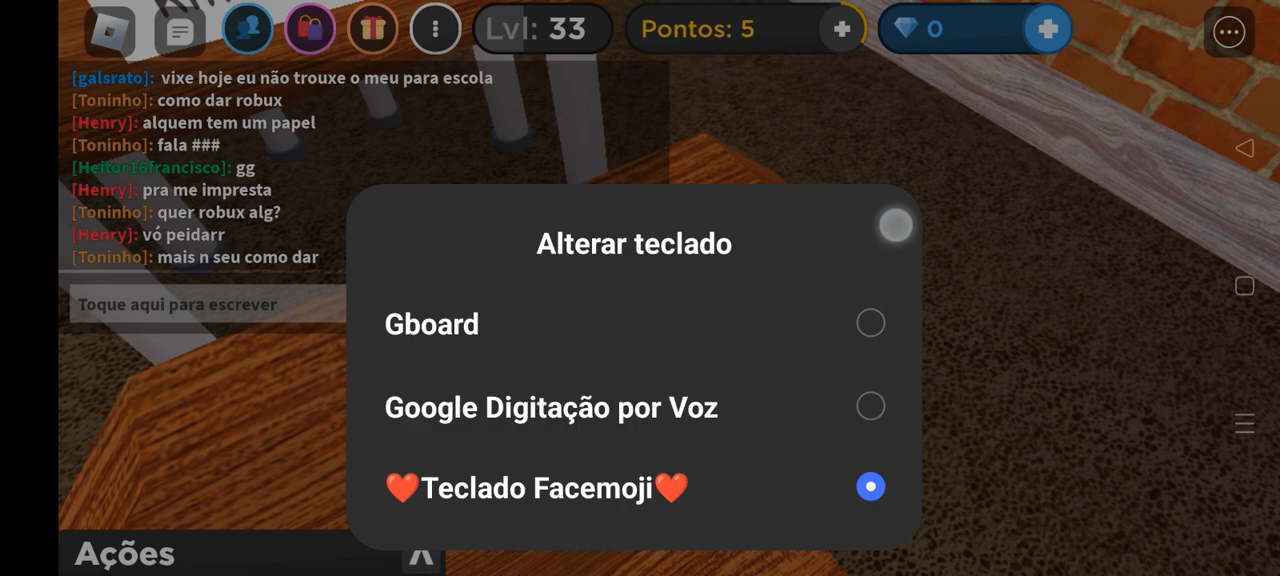 Lvl: 33
Pontos: 5
0
[galsrato]: vixe hoje eu não trouxe o meu para escola
[Toninho]: como dar robux
[Henry]: alquem tem um papel
[Toninho]: fala ###
[Heitor16francisco]: gg
[Henry]: pra me impresta
[Toninho]: quer robux alg?
[Henry]: vó peidarr
[Toninho]: mais n seu como dar
Toque aqui para escrever
Alterar teclado
Gboard
Google Digitação por Voz
❤️Teclado Facemoji❤️
Ações